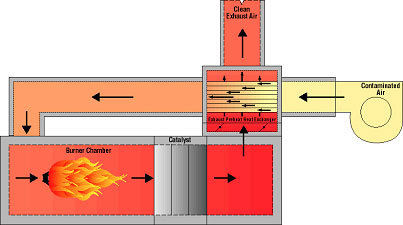 Clean
Exhaust Air
Contaminated
Air
Exhaust Preheat Heat Exchanger
Catalyst
Burner Chamber